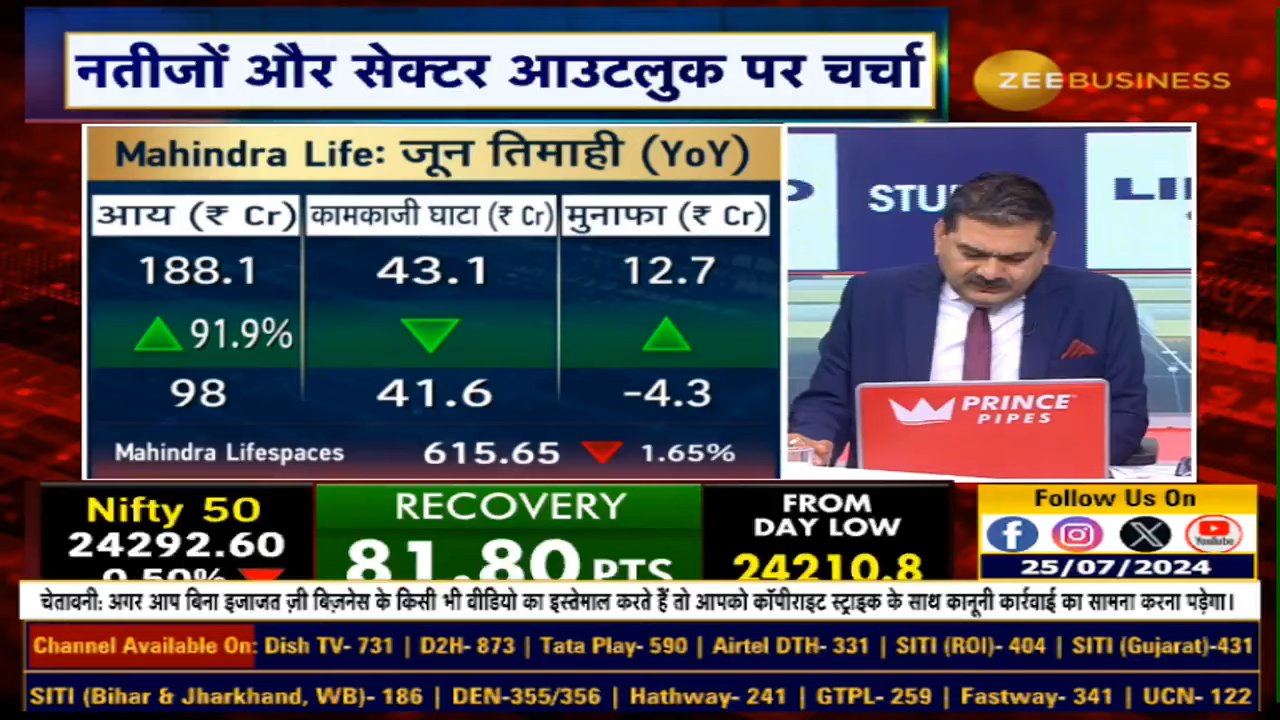 नतीजों और सेक्टर आउटलुक पर चर्चा
ZEEBUSINESS
Mahindra Life: जून तिमाही (YoY)
आय (₹ Cr) कामकाजी घाटा (₹ Cr) मुनाफा (₹ Cr)
188.1 43.1 12.7
91.9%
98 41.6 -4.3
Mahindra Lifespaces 615.65 1.65%
PRINCE
PIPES
Nifty 50
24292.60
0.50%
RECOVERY
81.80 PTS
FROM
DAY LOW
24210.8
Follow Us On
YouTube
25/07/2024
चेतावनी: अगर आप बिना इजाजत ज़ी बिज़नेस के किसी भी वीडियो का इस्तेमाल करते हैं तो आपको कॉपीराइट स्ट्राइक के साथ कानूनी कार्रवाई का सामना करना पड़ेगा।
Channel Available On: Dish TV- 731 | D2H- 873 | Tata Play- 590 | Airtel DTH- 331 | SITI (ROI)- 404 | SITI (Gujarat)-431
SITI (Bihar & Jharkhand, WB)- 186 | DEN-355/356 | Hathway- 241 | GTPL- 259 | Fastway- 341 | UCN- 122